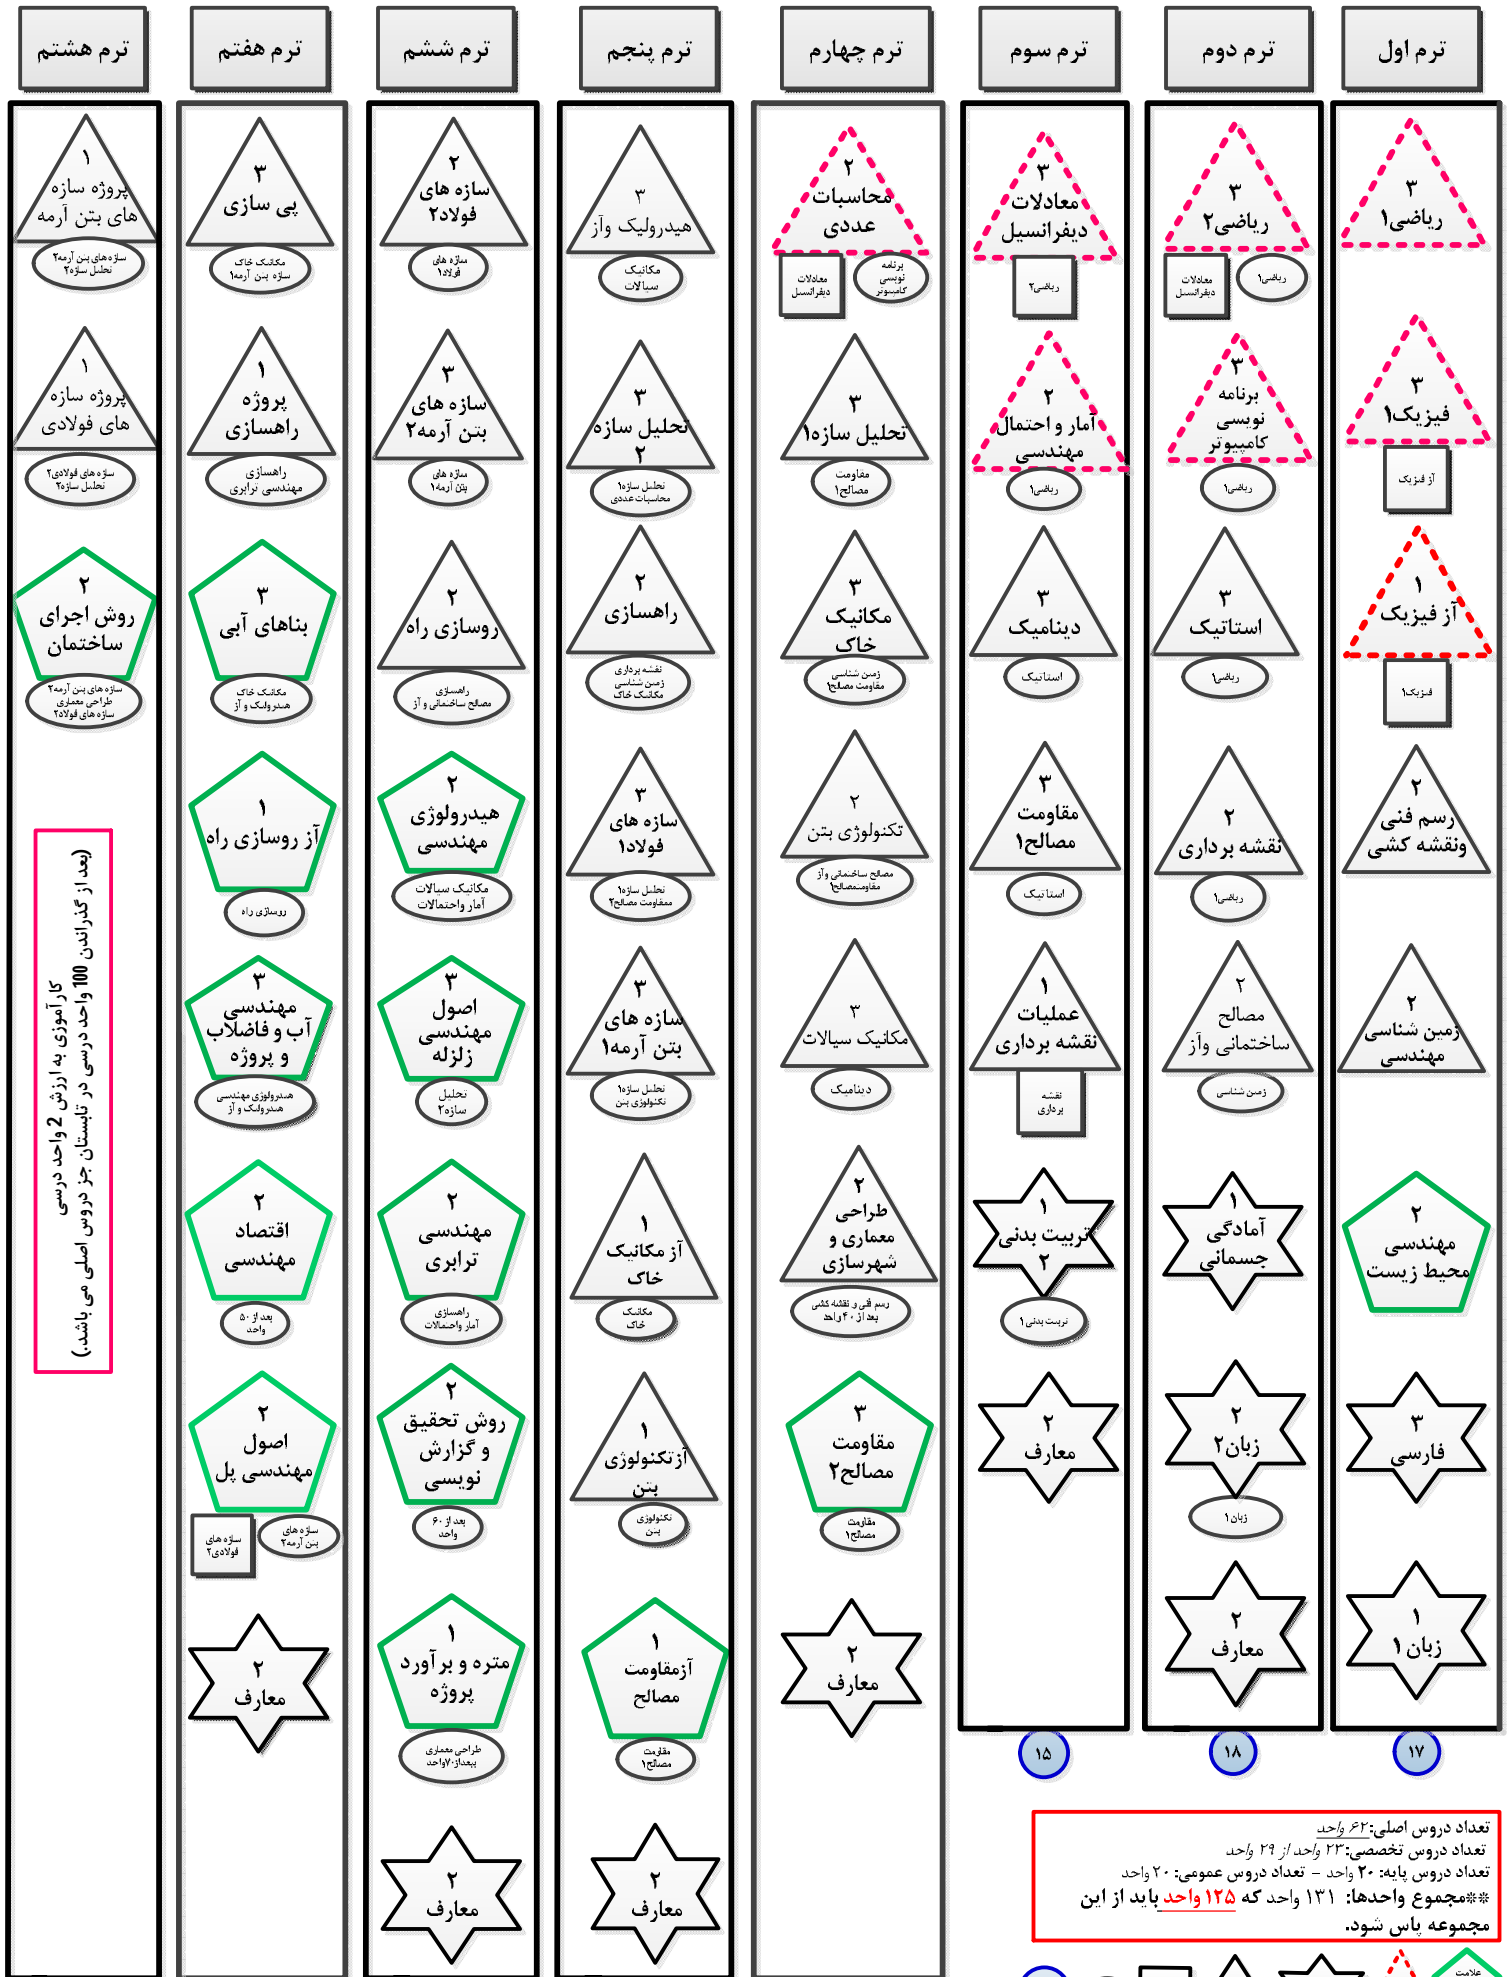 ترم اول
ترم دوم
ترم سوم
ترم چهارم
ترم پنجم
ترم ششم
ترم هفتم
ترم هشتم
۳
ریاضی۱
۳
فیزیک۱
آز فیزیک
۱
آز فیزیک
فیزیک۱
۲
رسم فنی
ونقشه کشی
۲
زمین شناسی
مهندسی
۲
مهندسی
محیط زیست
۳
فارسی
۱
زبان ۱
۱۷
۳
ریاضی۲
ریاضی۱
معادلات
دیفرانسیل
۳
برنامه
نویسی
کامپیوتر
ریاضی۱
۳
استاتیک
ریاضی۱
۲
نقشه برداری
ریاضی۱
۲
مصالح
ساختمانی وآز
زمین شناسی
۱
آمادگی
جسمانی
۲
زبان۲
زبان ۱
۲
معارف
۱۸
۳
معادلات
دیفرانسیل
ریاضی۲
۲
آمار و احتمال
مهندسی
ریاضی۱
۳
دینامیک
استاتیک
۳
مقاومت
مصالح۱
استاتیک
۱
عملیات
نقشه برداری
نقشه
برداری
۱
تربیت بدنی
۲
تربیت بدنی ۱
۲
معارف
۱۵
۲
محاسبات
عددی
برنامه
نویسی
کامپیوتر
معادلات
دیفرانسیل
۳
تحلیل سازه۱
مقاومت
مصالح۱
۳
مکانیک
خاک
زمین شناسی
مقاومت مصالح۱
۲
تکنولوژی بتن
مصالح ساختمانی وآز
مقاومتمصالح۱
۳
مکانیک سیالات
دینامیک
۲
طراحی
معماری و
شهرسازی
رسم فنی و نقشه کشی
بعد از ۴۰ واحد
۳
مقاومت
مصالح۲
مقاومت
مصالح۱
۲
معارف
۳
هیدرولیک وآز
مکانیک
سیالات
۳
تحلیل سازه
۲
تحلیل سازه۱
محاسبات عددی
۲
راهسازی
نقشه برداری
زمین شناسی
مکانیک خاک
۳
سازه های
فولاد۱
تحلیل سازه۱
ممقاومت مصالح۲
۳
سازه های
بتن آرمه۱
تحلیل سازه۱
تکنولوژی بتن
۱
آز مکانیک
خاک
مکانیک
خاک
۱
آزتکنولوژی
بتن
تکنولوژی
بتن
۱
آزمقاومت
مصالح
مقاومت
مصالح۱
۲
معارف
۲
سازه های
فولاد۲
سازه های
فولاد۱
۳
سازه های
بتن آرمه۲
سازه های
بتن آرمه۱
۲
روسازی راه
راهسازی
مصالح ساختمانی و آز
۲
هیدرولوژی
مهندسی
مکانیک سیالات
آمار واحتمالات
۳
اصول
مهندسی
زلزله
تحلیل
سازه۲
۲
مهندسی
ترابری
راهسازی
آمار واحتمالات
۲
روش تحقیق
و گزارش
نویسی
بعد از ۶۰
واحد
۱
متره و برآورد
پروژه
طراحی معماری
ببعداز۷۰واحد
۲
معارف
۳
پی سازی
مکانیک خاک
سازه بتن آرمه۱
۱
پروژه
راهسازی
راهسازی
مهندسی ترابری
۳
بناهای آبی
مکانیک خاک
هیدرولیک و آز
۱
آز روسازی راه
روسازی راه
۳
مهندسی
آب و فاضلاب
و پروژه
هیدرولوژی مهندسی
هیدرولیک و آز
۲
اقتصاد
مهندسی
بعد از ۵۰
واحد
۲
اصول
مهندسی پل
سازه های
بتن آرمه۲
سازه های
فولادی۲
۲
معارف
۱
پروژه سازه
های بتن آرمه
سازه های بتن آرمه۲
تحلیل سازه۲
۱
پروژه سازه
های فولادی
سازه های فولادی۲
تحلیل سازه۲
۲
روش اجرای
ساختمان
سازه های بتن آرمه۲
طراحی معماری
سازه های فولاد۲
کارآموزی به ارزش 2 واحد درسی
(بعد از گذراندن 100 واحد درسی در تابستان جز دروس اصلی می باشد.)
تعداد دروس اصلی:۶۲ واحد
تعداد دروس تخصصی:۲۳ واحد از ۲۹ واحد
تعداد دروس پایه: ۲۰ واحد – تعداد دروس عمومی: ۲۰ واحد
**مجموع واحدها: ۱۳۱ واحد که ۱۲۵ واحد باید از این
مجموعه پاس شود.
علامت